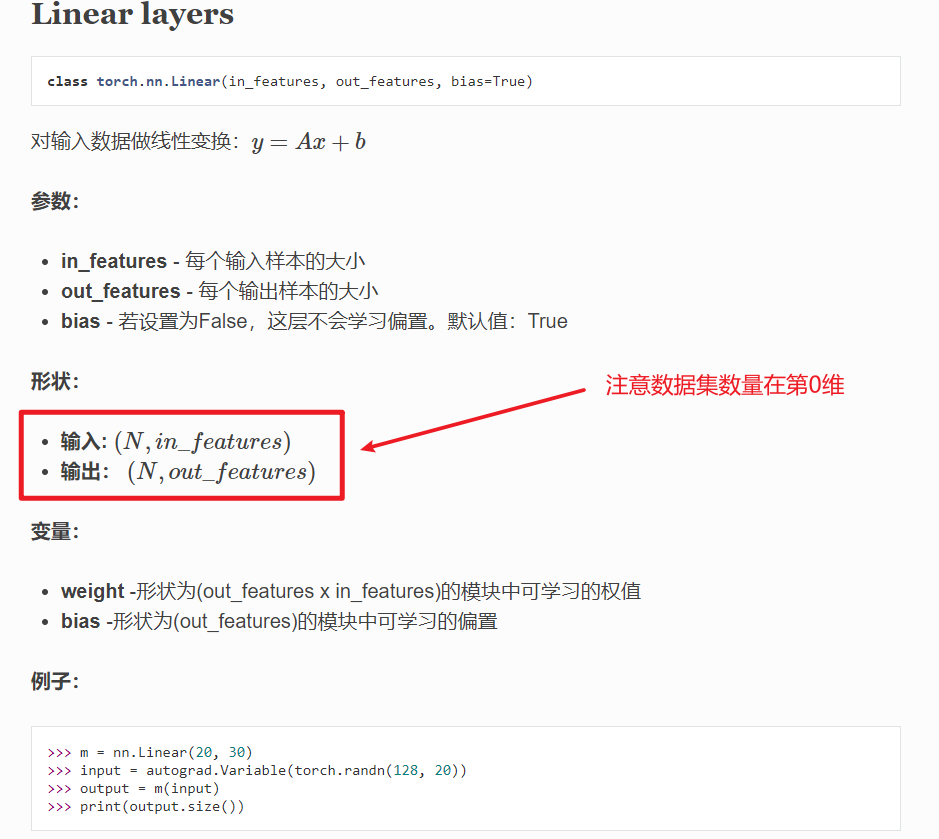 Linear layers
class torch.nn.Linear(in_features, out_features, bias=True)
对输入数据做线性变换：y = Ax + b
参数：
• in_features - 每个输入样本的大小
• out_features - 每个输出样本的大小
• bias - 若设置为False，这层不会学习偏置。默认值：True
形状：
注意数据集数量在第0维
• 输入: (N, in_features)
• 输出： (N, out_features)
变量：
• weight -形状为(out_features x in_features)的模块中可学习的权值
• bias -形状为(out_features)的模块中可学习的偏置
例子：
>>> m = nn.Linear(20, 30)
>>> input = autograd.Variable(torch.randn(128, 20))
>>> output = m(input)
>>> print(output.size())